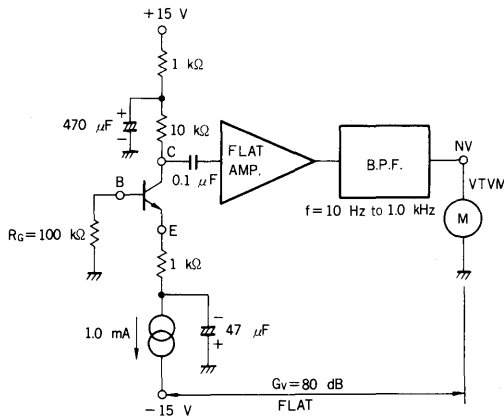 +15 V
1 kΩ
+
470 µF
−
10 kΩ
C
0.1 µF
FLAT
AMP.
B.P.F.
f=10 Hz to 1.0 kHz
NV
VTVM
M
B
RG=100 kΩ
E
1 kΩ
1.0 mA
−
47 µF
+
−15 V
GV=80 dB
FLAT